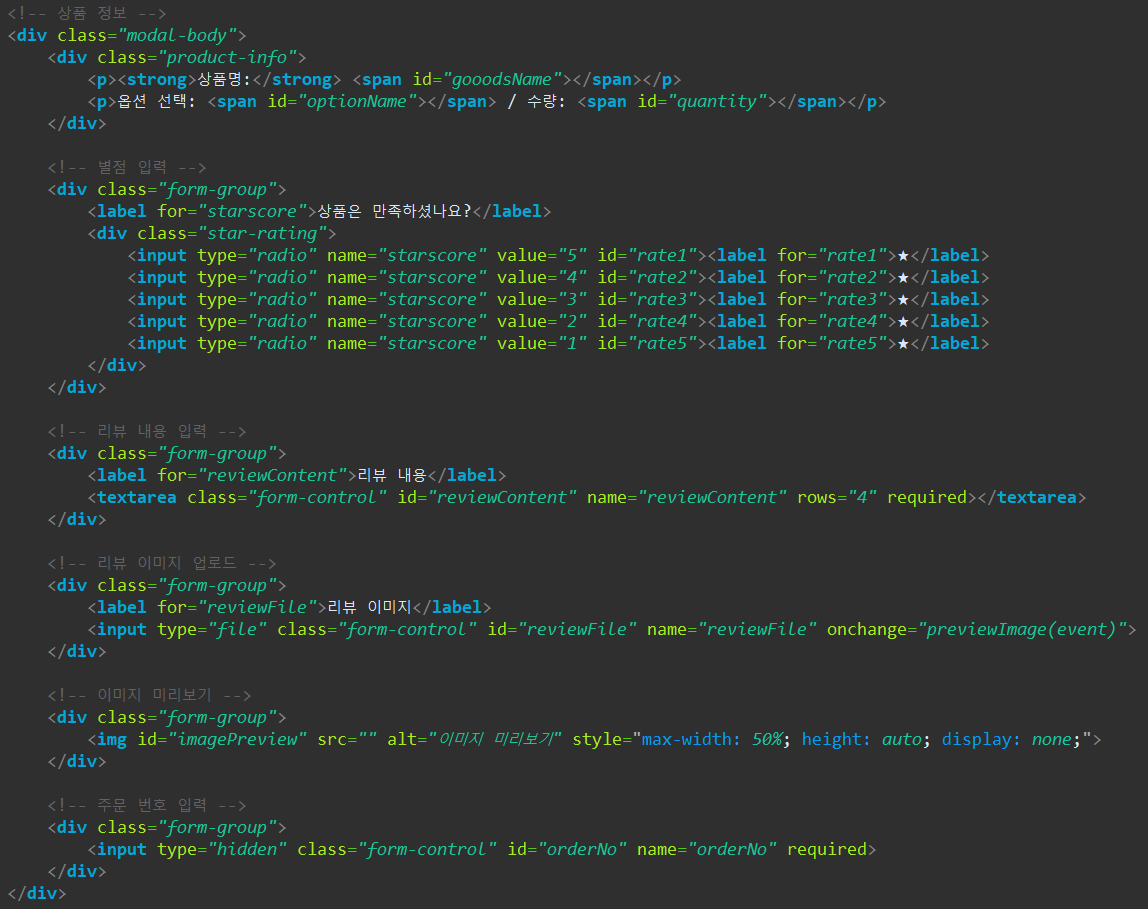 <!-- 상품 정보 -->
<div class="modal-body">
    <div class="product-info">
        <p><strong>상품명:</strong> <span id="gooodsName"></span></p>
        <p>옵션 선택: <span id="optionName"></span> / 수량: <span id="quantity"></span></p>
    </div>

    <!-- 별점 입력 -->
    <div class="form-group">
        <label for="starscore">상품은 만족하셨나요?</label>
        <div class="star-rating">
            <input type="radio" name="starscore" value="5" id="rate1"><label for="rate1">★</label>
            <input type="radio" name="starscore" value="4" id="rate2"><label for="rate2">★</label>
            <input type="radio" name="starscore" value="3" id="rate3"><label for="rate3">★</label>
            <input type="radio" name="starscore" value="2" id="rate4"><label for="rate4">★</label>
            <input type="radio" name="starscore" value="1" id="rate5"><label for="rate5">★</label>
        </div>
    </div>

    <!-- 리뷰 내용 입력 -->
    <div class="form-group">
        <label for="reviewContent">리뷰 내용</label>
        <textarea class="form-control" id="reviewContent" name="reviewContent" rows="4" required></textarea>
    </div>

    <!-- 리뷰 이미지 업로드 -->
    <div class="form-group">
        <label for="reviewFile">리뷰 이미지</label>
        <input type="file" class="form-control" id="reviewFile" name="reviewFile" onchange="previewImage(event)">
    </div>

    <!-- 이미지 미리보기 -->
    <div class="form-group">
        <img id="imagePreview" src="" alt="이미지 미리보기" style="max-width: 50%; height: auto; display: none;">
    </div>

    <!-- 주문 번호 입력 -->
    <div class="form-group">
        <input type="hidden" class="form-control" id="orderNo" name="orderNo" required>
    </div>
</div>